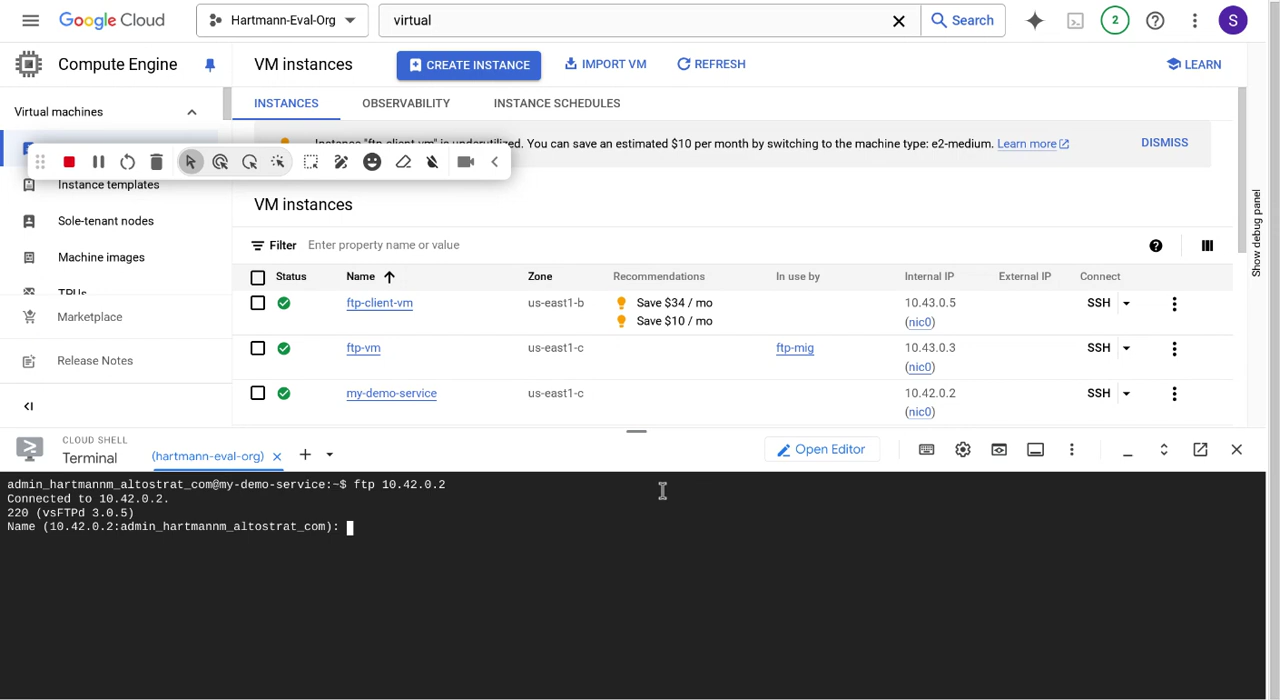 Google Cloud
Hartmann-Eval-Org
virtual
Search
2
S
Compute Engine
VM instances
CREATE INSTANCE
IMPORT VM
REFRESH
LEARN
Virtual machines
INSTANCES
OBSERVABILITY
INSTANCE SCHEDULES
Instance "ftp-client-vm" is underutilized. You can save an estimated $10 per month by switching to the machine type: e2-medium. Learn more
DISMISS
Instance templates
Sole-tenant nodes
Machine images
TPUs
Marketplace
Release Notes
Show debug panel
VM instances
Filter Enter property name or value
Status Name Zone Recommendations In use by Internal IP External IP Connect
ftp-client-vm us-east1-b Save $34 / mo 10.43.0.5 SSH
Save $10 / mo (nic0)
ftp-vm us-east1-c ftp-mig 10.43.0.3 SSH
(nic0)
my-demo-service us-east1-c 10.42.0.2 SSH
(nic0)
CLOUD SHELL
Terminal
(hartmann-eval-org)
Open Editor
admin_hartmannm_altostrat_com@my-demo-service:~$ ftp 10.42.0.2
Connected to 10.42.0.2.
220 (vsFTPd 3.0.5)
Name (10.42.0.2:admin_hartmannm_altostrat_com):